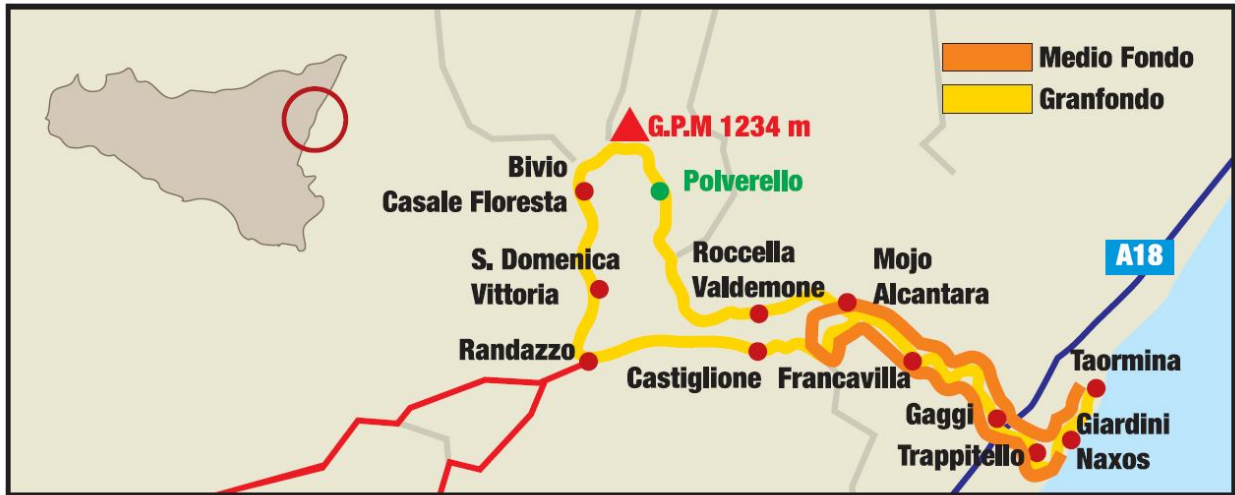 Medio Fondo
Granfondo
G.P.M 1234 m
Bivio
Casale Floresta
Polverello
S. Domenica
Vittoria
Roccella
Valdemone
Mojo
Alcantara
A18
Randazzo
Castiglione
Francavilla
Taormina
Gaggi
Giardini
Naxos
Trappitello